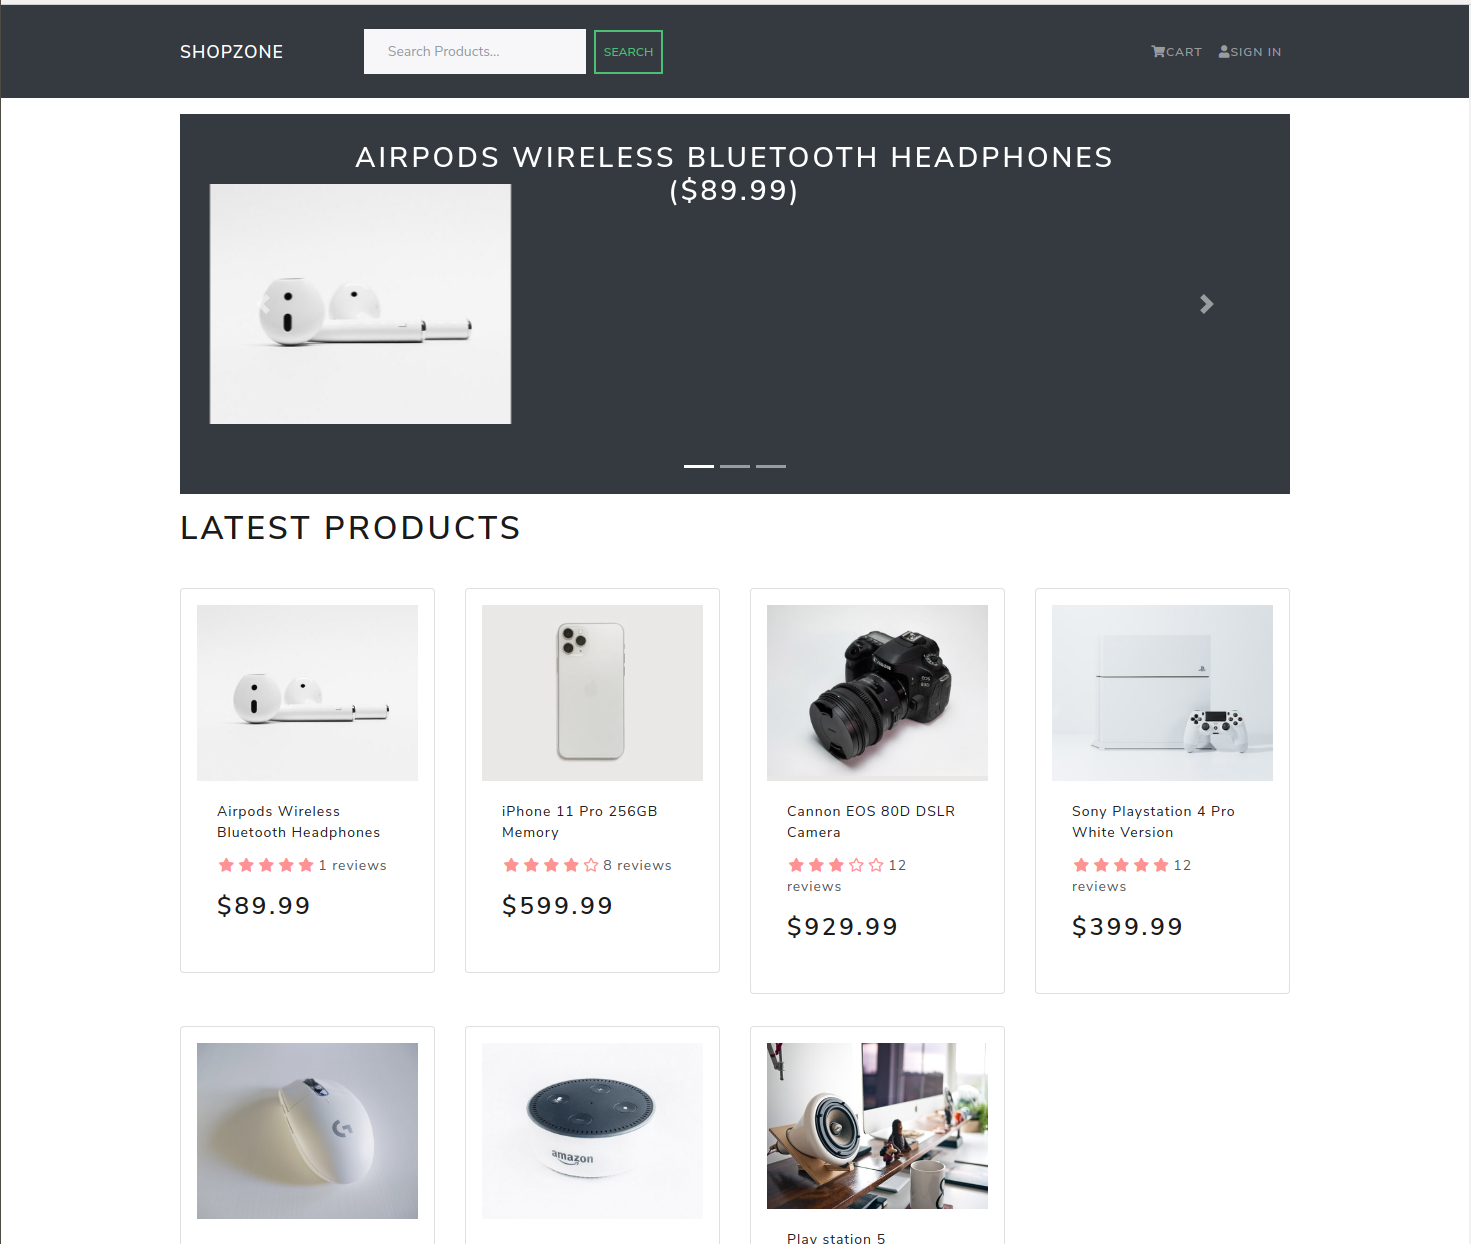 SHOPZONE
Search Products...
SEARCH
CART
SIGN IN
AIRPODS WIRELESS BLUETOOTH HEADPHONES
($89.99)
LATEST PRODUCTS
Airpods Wireless
Bluetooth Headphones
1 reviews
$89.99
iPhone 11 Pro 256GB
Memory
8 reviews
$599.99
Cannon EOS 80D DSLR
Camera
12
reviews
$929.99
Sony Playstation 4 Pro
White Version
12
reviews
$399.99
amazon
Play station 5